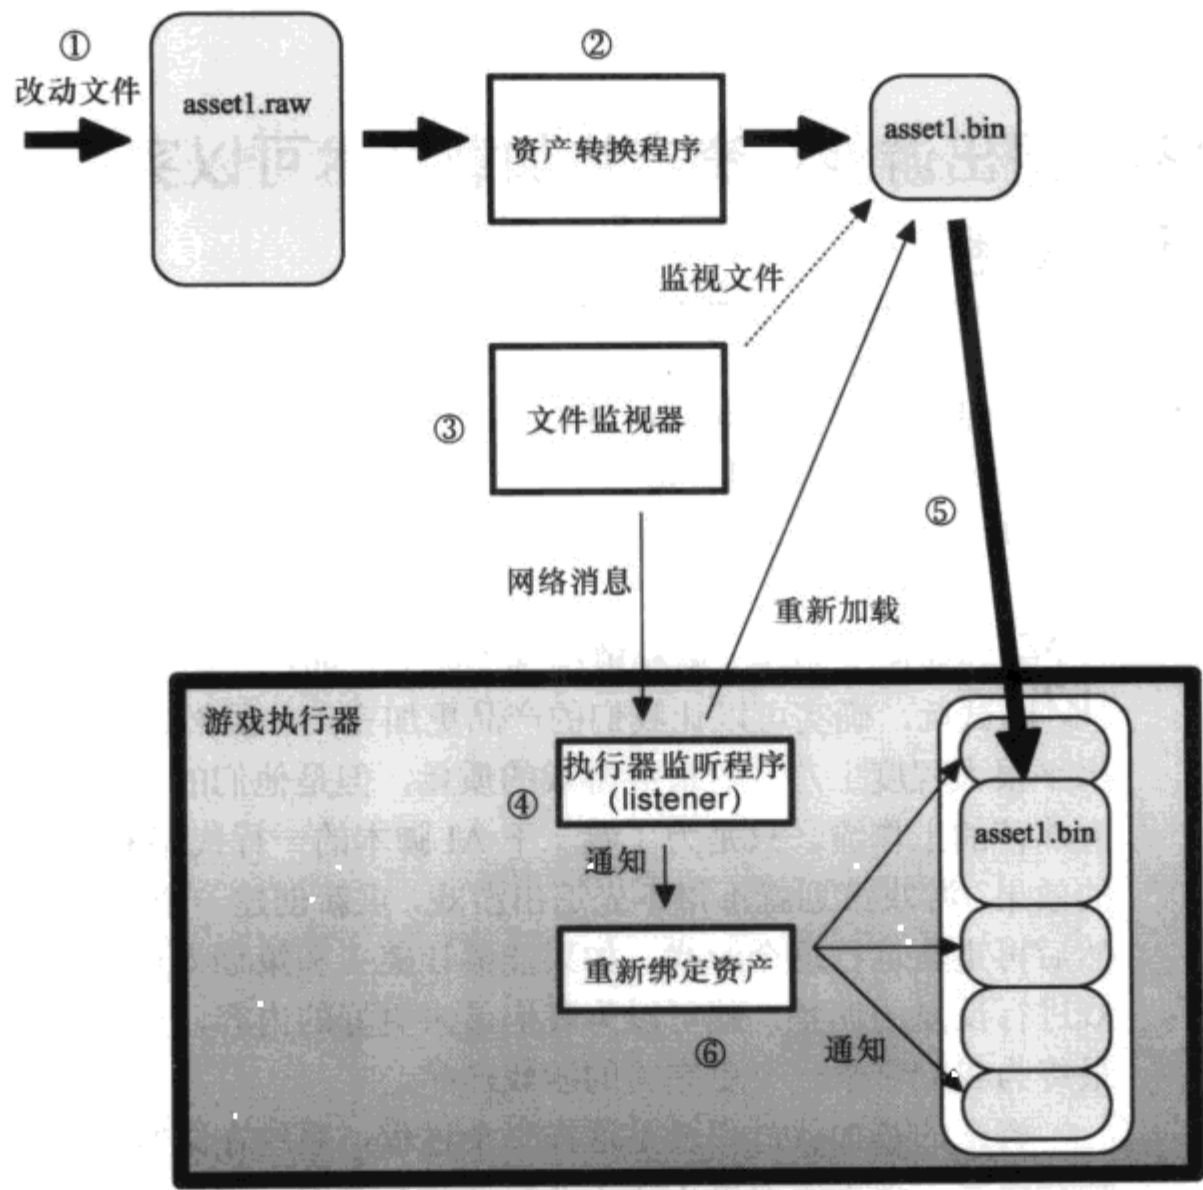 ①
改动文件
asset1.raw
②
资产转换程序
asset1.bin
监视文件
③
文件监视器
⑤
网络消息
重新加载
游戏执行器
④
执行器监听程序
(listener)
asset1.bin
通知
重新绑定资产
⑥
通知